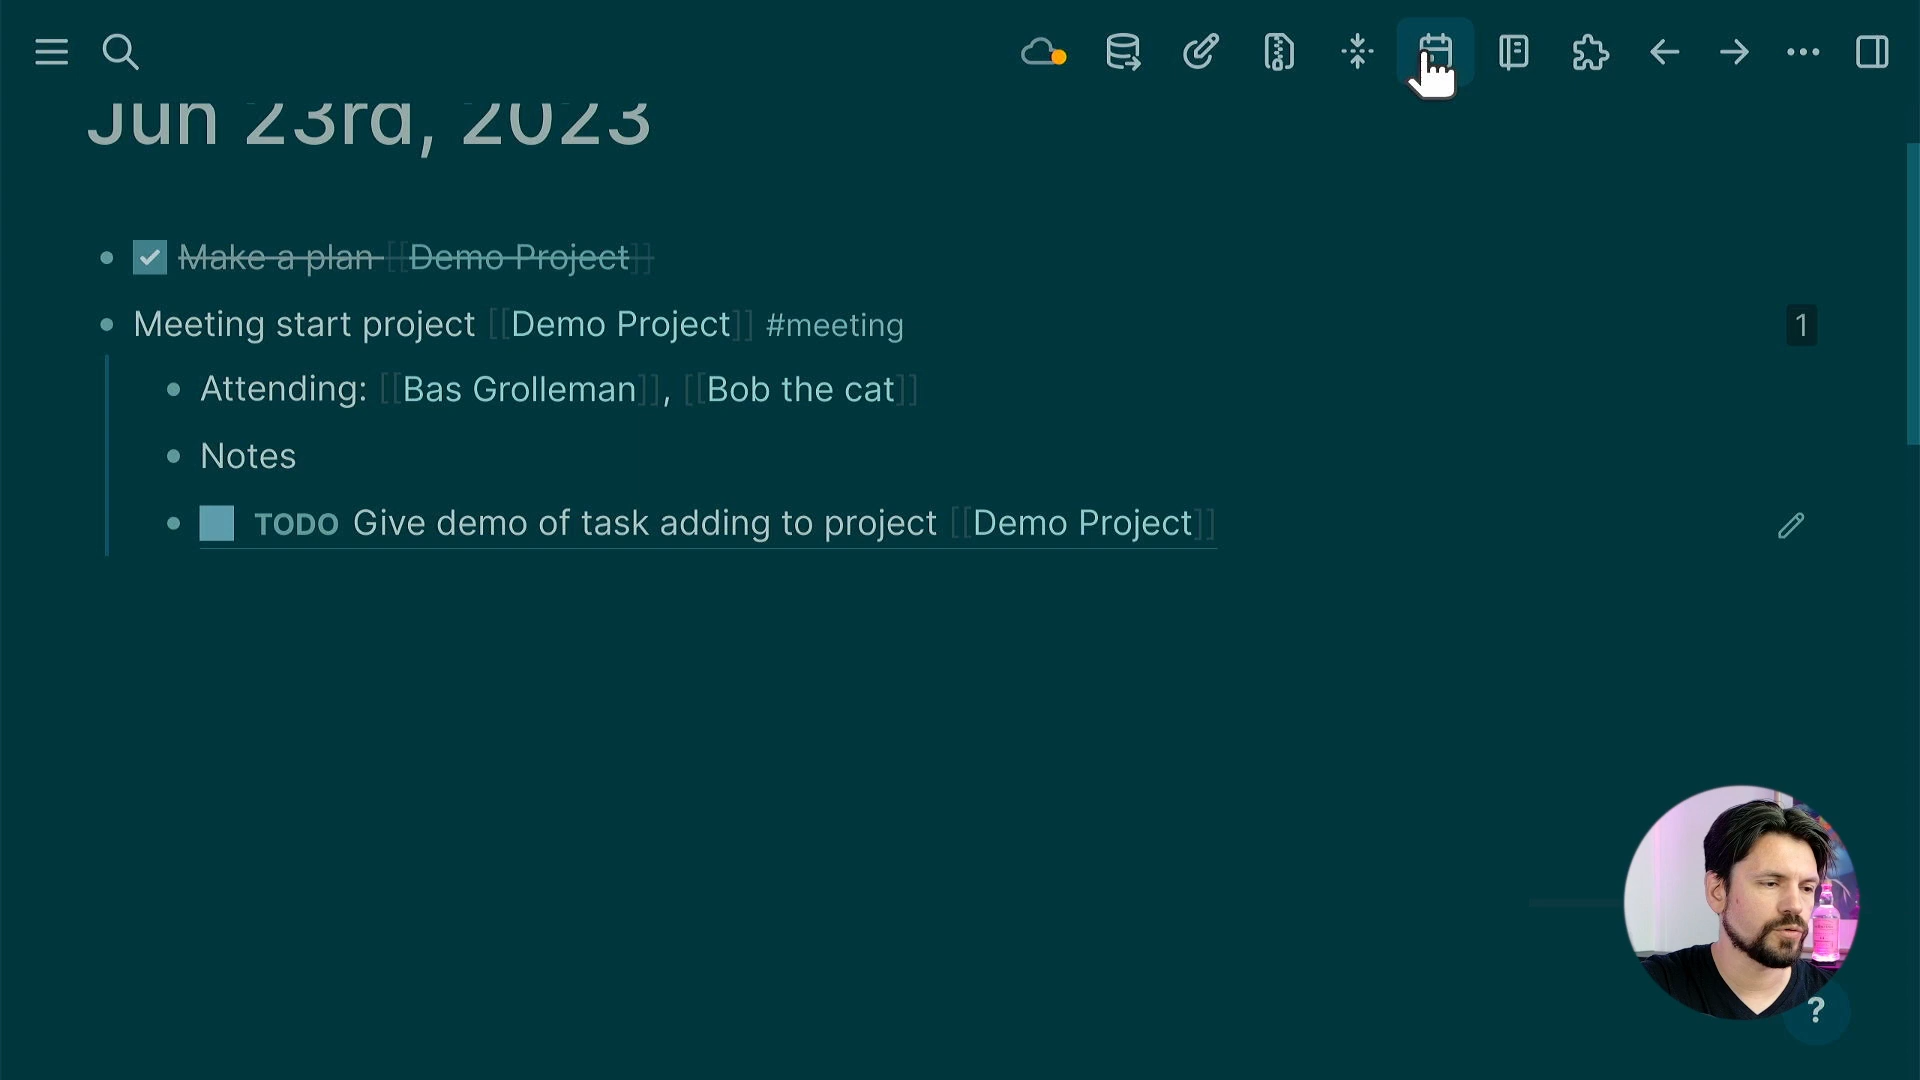 Jun 23rd, 2023
Make a plan [[Demo Project]]
Meeting start project [[Demo Project]] #meeting
1
Attending: [[Bas Grolleman]], [[Bob the cat]]
Notes
TODO Give demo of task adding to project [[Demo Project]]
?